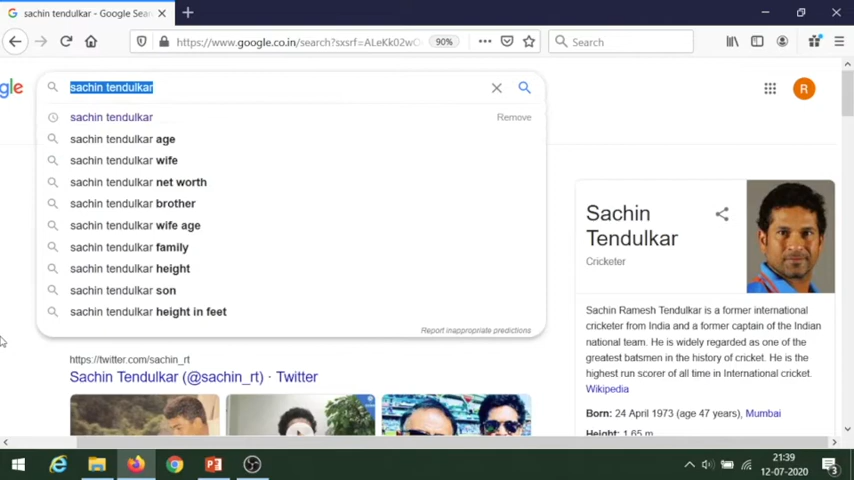 sachin tendulkar - Google Sear
https://www.google.co.in/search?sxsrf=ALeKk02w
90%
Search
gle
sachin tendulkar
R
sachin tendulkar
Remove
sachin tendulkar age
sachin tendulkar wife
sachin tendulkar net worth
sachin tendulkar brother
sachin tendulkar wife age
sachin tendulkar family
sachin tendulkar height
sachin tendulkar son
sachin tendulkar height in feet
Report inappropriate predictions
https://twitter.com/sachin_rt
Sachin Tendulkar (@sachin_rt) · Twitter
Sachin
Tendulkar
Cricketer
Sachin Ramesh Tendulkar is a former international
cricketer from India and a former captain of the Indian
national team. He is widely regarded as one of the
greatest batsmen in the history of cricket. He is the
highest run scorer of all time in International cricket.
Wikipedia
Born: 24 April 1973 (age 47 years), Mumbai
Height: 1.65 m
21:39
12-07-2020
3